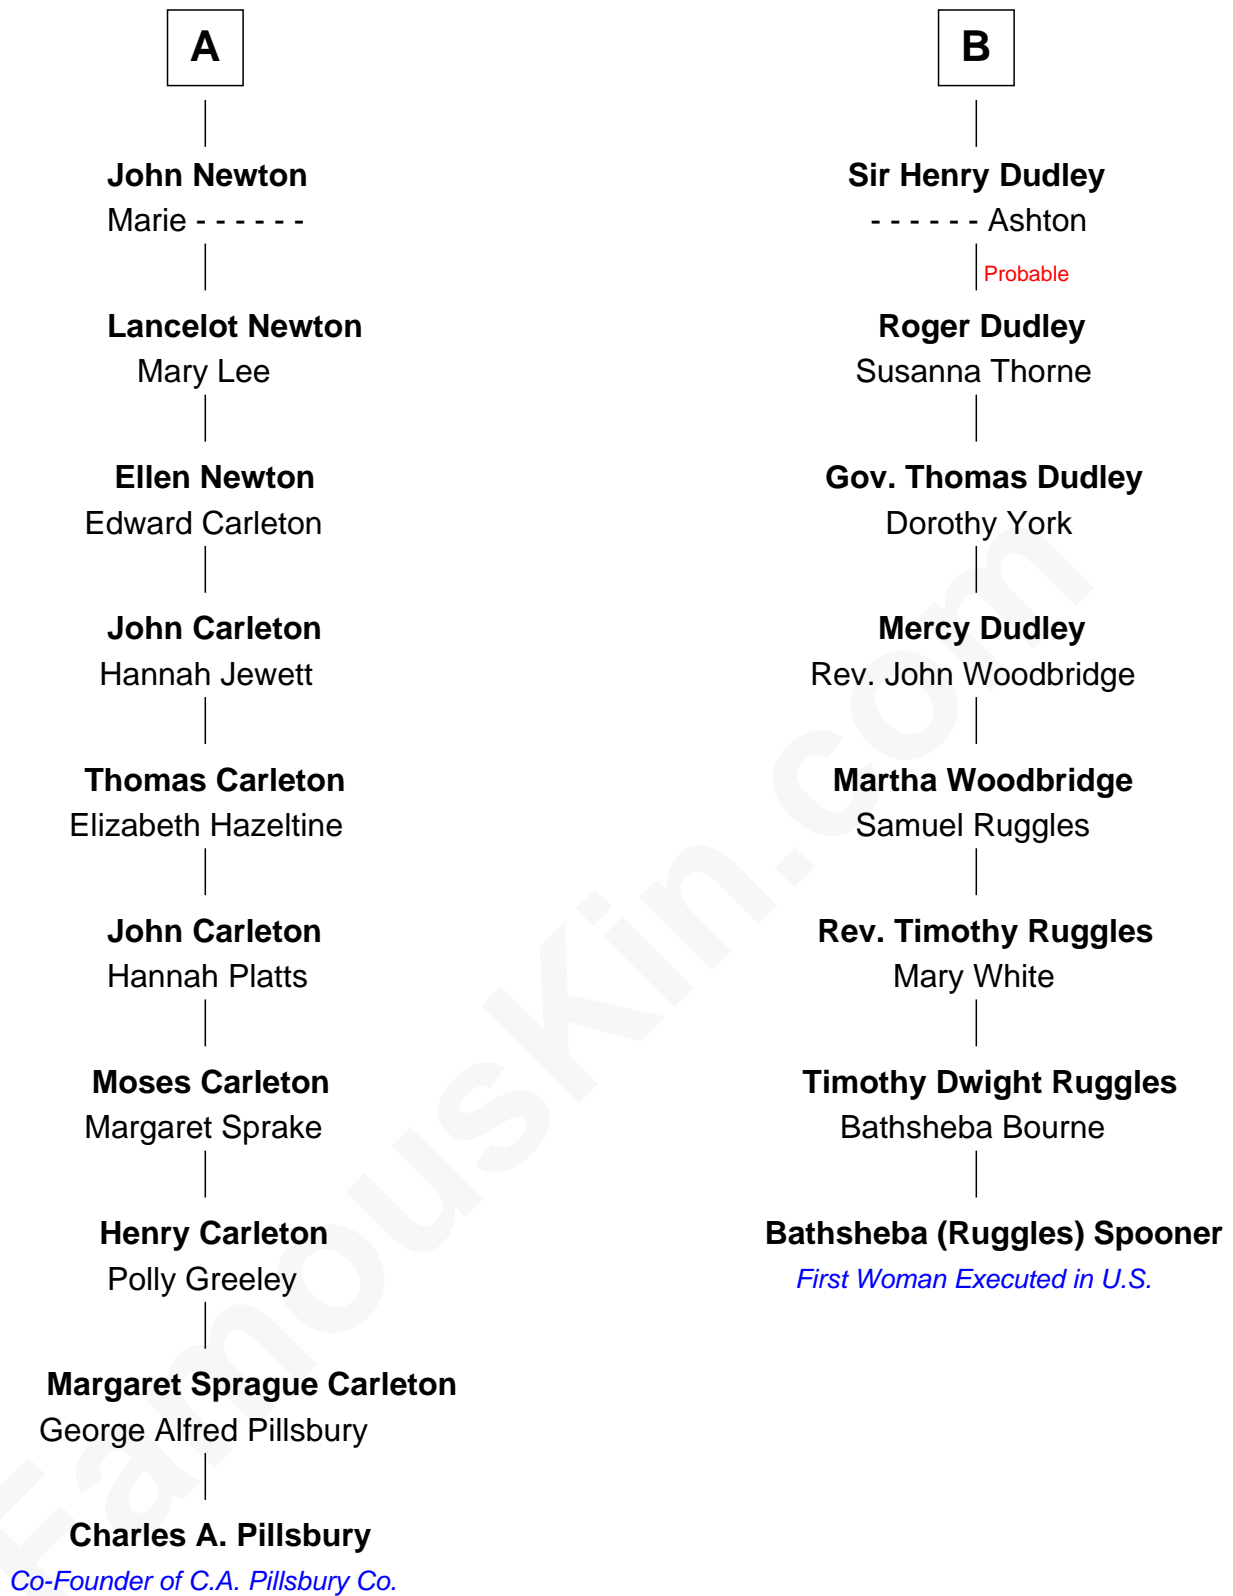 A
John Newton
Marie - - - - - -
Lancelot Newton
Mary Lee
Ellen Newton
Edward Carleton
John Carleton
Hannah Jewett
Thomas Carleton
Elizabeth Hazeltine
John Carleton
Hannah Platts
Moses Carleton
Margaret Sprake
Henry Carleton
Polly Greeley
Margaret Sprague Carleton
George Alfred Pillsbury
Charles A. Pillsbury
Co-Founder of C.A. Pillsbury Co.
B
Sir Henry Dudley
- - - - - - Ashton
Probable
Roger Dudley
Susanna Thorne
Gov. Thomas Dudley
Dorothy York
Mercy Dudley
Rev. John Woodbridge
Martha Woodbridge
Samuel Ruggles
Rev. Timothy Ruggles
Mary White
Timothy Dwight Ruggles
Bathsheba Bourne
Bathsheba (Ruggles) Spooner
First Woman Executed in U.S.
FamousKin.com